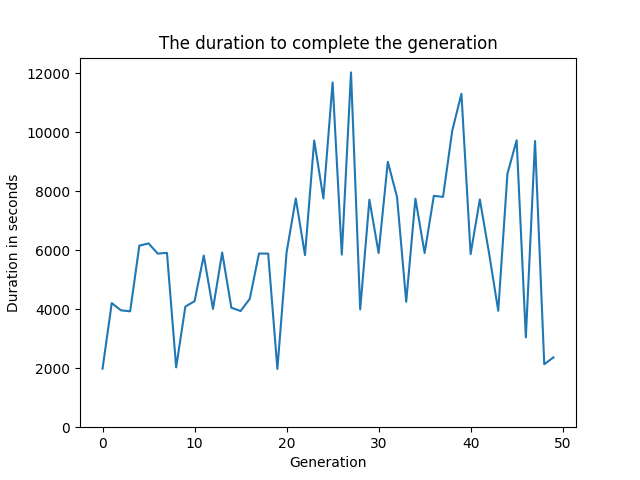 The duration to complete the generation
12000
10000
8000
6000
4000
2000
0
Duration in seconds
0 10 20 30 40 50
Generation